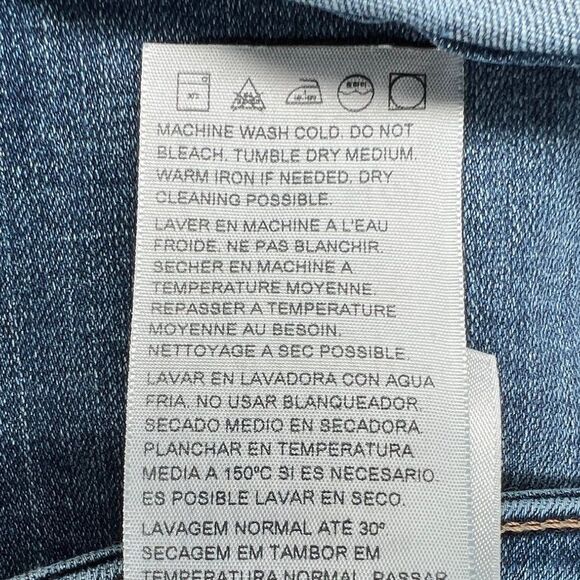 MACHINE WASH COLD. DO NOT
BLEACH. TUMBLE DRY MEDIUM.
WARM IRON IF NEEDED. DRY
CLEANING POSSIBLE.
LAVER EN MACHINE A L'EAU
FROIDE. NE PAS BLANCHIR.
SECHER EN MACHINE A
TEMPERATURE MOYENNE.
REPASSER A TEMPERATURE
MOYENNE AU BESOIN.
NETTOYAGE A SEC POSSIBLE.
LAVAR EN LAVADORA CON AGUA
FRIA. NO USAR BLANQUEADOR.
SECADO MEDIO EN SECADORA.
PLANCHAR EN TEMPERATURA
MEDIA A 150ºC SI ES NECESARIO.
ES POSIBLE LAVAR EN SECO.
LAVAGEM NORMAL ATÉ 30º
SECAGEM EM TAMBOR EM
TEMPERATURA NORMAL. PASSAR